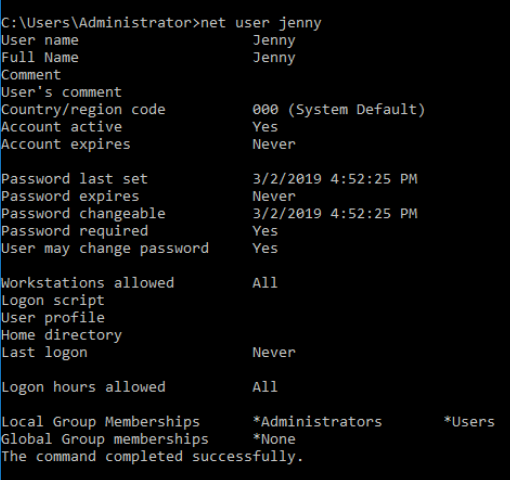 C:\Users\Administrator>net user jenny
User name                    Jenny
Full Name                    Jenny
Comment
User's comment
Country/region code          000 (System Default)
Account active               Yes
Account expires              Never

Password last set            3/2/2019 4:52:25 PM
Password expires             Never
Password changeable          3/2/2019 4:52:25 PM
Password required            Yes
User may change password     Yes

Workstations allowed         All
Logon script
User profile
Home directory
Last logon                   Never

Logon hours allowed          All

Local Group Memberships      *Administrators       *Users
Global Group memberships     *None
The command completed successfully.